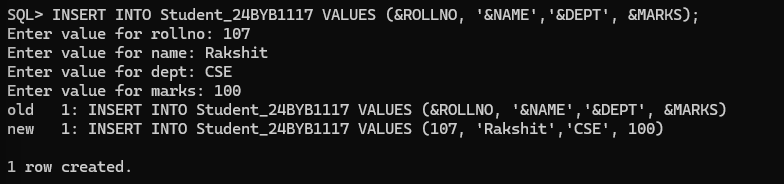 SQL> INSERT INTO Student_24BYB1117 VALUES (&ROLLNO, '&NAME','&DEPT', &MARKS);
Enter value for rollno: 107
Enter value for name: Rakshit
Enter value for dept: CSE
Enter value for marks: 100
old   1: INSERT INTO Student_24BYB1117 VALUES (&ROLLNO, '&NAME','&DEPT', &MARKS)
new   1: INSERT INTO Student_24BYB1117 VALUES (107, 'Rakshit','CSE', 100)
1 row created.